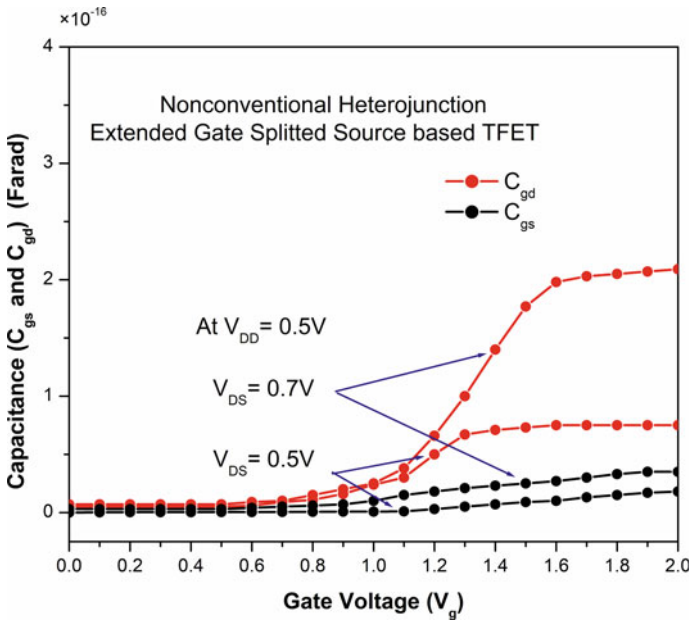 ×10⁻¹⁶
4
3
2
1
0
Capacitance (C_gs and C_gd) (Farad)
Nonconventional Heterojunction
Extended Gate Splitted Source based TFET
C_gd
C_gs
At V_DD = 0.5V
V_DS = 0.7V
V_DS = 0.5V
0.0 0.2 0.4 0.6 0.8 1.0 1.2 1.4 1.6 1.8 2.0
Gate Voltage (V_g)